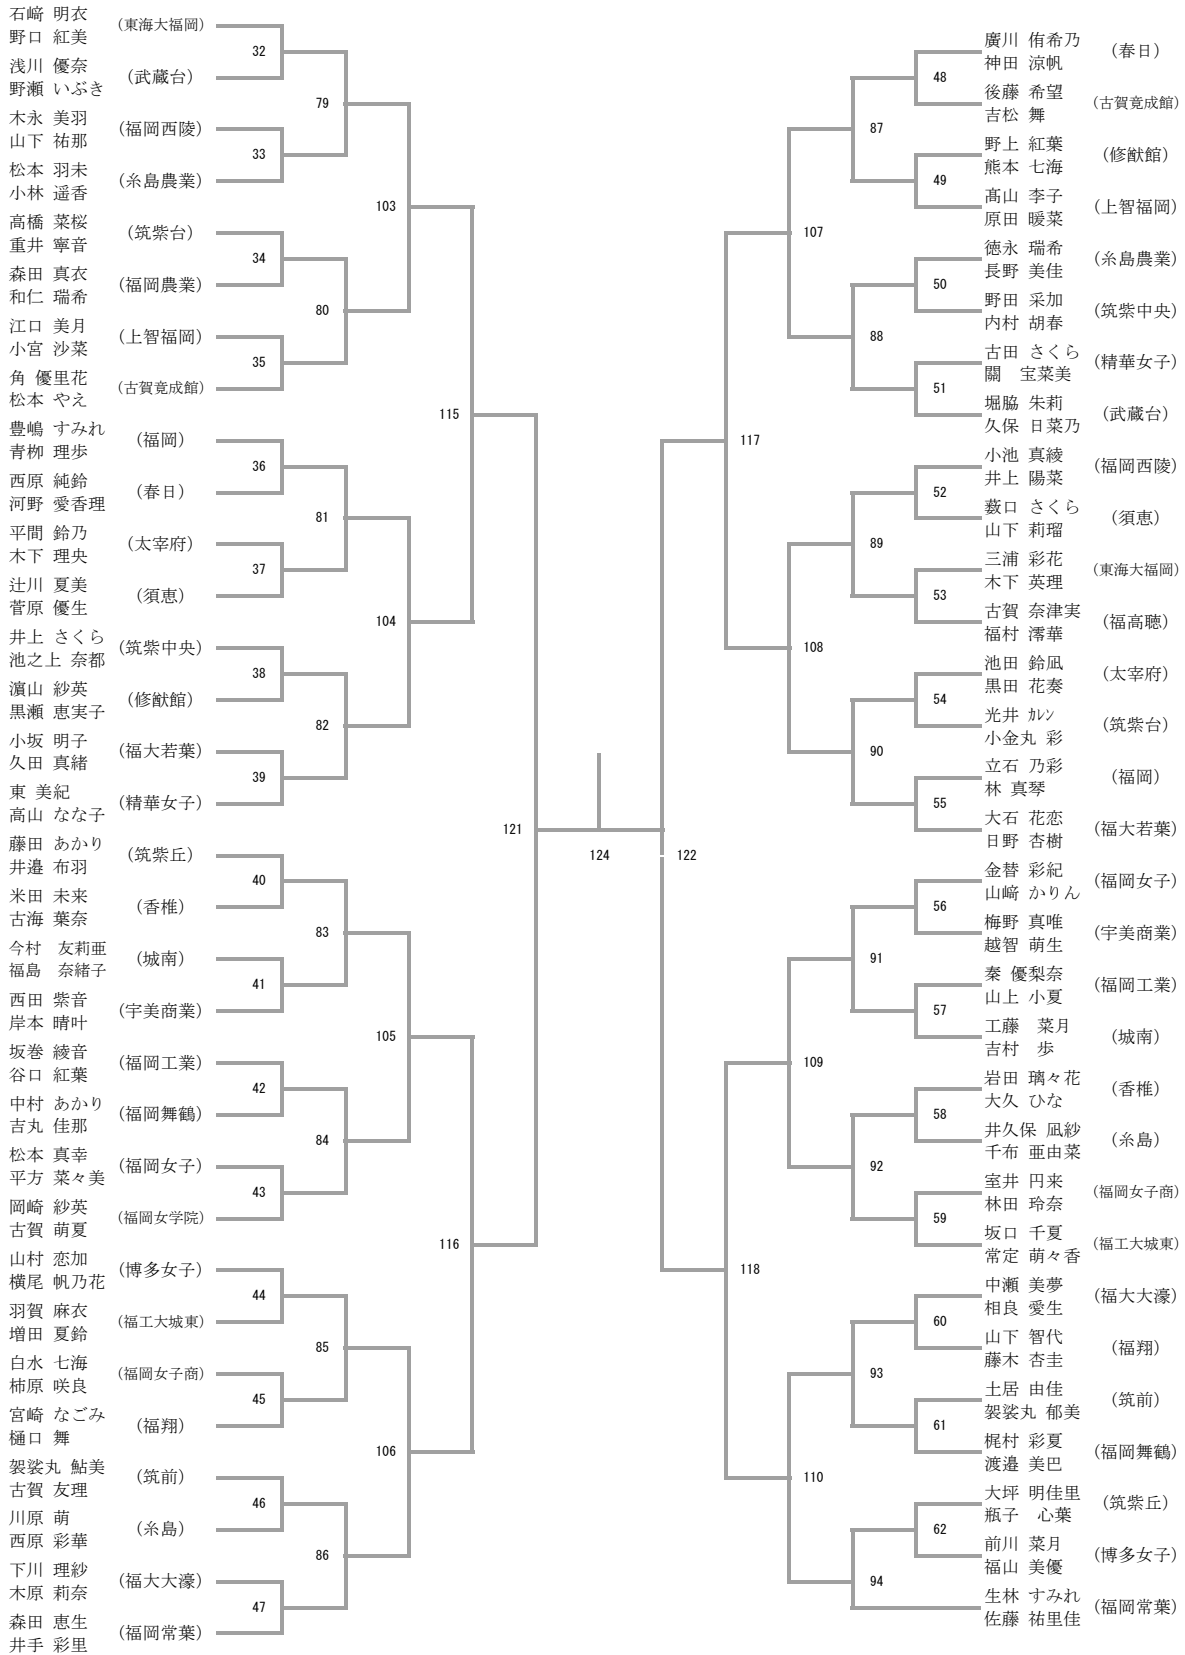 石﨑 明衣
野口 紅美
(東海大福岡)
32
浅川 優奈
野瀬 いぶき
(武蔵台)
79
木永 美羽
山下 祐那
(福岡西陵)
33
松本 羽未
小林 遥香
(糸島農業)
103
高橋 菜桜
重井 寧音
(筑紫台)
34
森田 真衣
和仁 瑞希
(福岡農業)
80
江口 美月
小宮 沙菜
(上智福岡)
35
角 優里花
松本 やえ
(古賀竟成館)
115
豊嶋 すみれ
青栁 理歩
(福岡)
36
西原 純鈴
河野 愛香理
(春日)
81
平間 鈴乃
木下 理央
(太宰府)
37
辻川 夏美
菅原 優生
(須恵)
104
井上 さくら
池之上 奈都
(筑紫中央)
38
濵山 紗英
黒瀬 恵実子
(修猷館)
82
小坂 明子
久田 真緒
(福大若葉)
39
東 美紀
高山 なな子
(精華女子)
121
藤田 あかり
井邉 布羽
(筑紫丘)
40
米田 未来
古海 葉奈
(香椎)
83
今村 友莉亜
福島 奈緒子
(城南)
41
西田 紫音
岸本 晴叶
(宇美商業)
105
坂巻 綾音
谷口 紅葉
(福岡工業)
42
中村 あかり
吉丸 佳那
(福岡舞鶴)
84
松本 真幸
平方 菜々美
(福岡女子)
43
岡崎 紗英
古賀 萌夏
(福岡女学院)
116
山村 恋加
横尾 帆乃花
(博多女子)
44
羽賀 麻衣
増田 夏鈴
(福工大城東)
85
白水 七海
柿原 咲良
(福岡女子商)
45
宮崎 なごみ
樋口 舞
(福翔)
106
袈裟丸 鮎美
古賀 友理
(筑前)
46
川原 萌
西原 彩華
(糸島)
86
下川 理紗
木原 莉奈
(福大大濠)
47
森田 恵生
井手 彩里
(福岡常葉)
124
122
廣川 侑希乃
神田 涼帆
(春日)
48
後藤 希望
吉松 舞
(古賀竟成館)
87
野上 紅葉
熊本 七海
(修猷館)
49
髙山 李子
原田 暖菜
(上智福岡)
107
徳永 瑞希
長野 美佳
(糸島農業)
50
野田 采加
内村 胡春
(筑紫中央)
88
古田 さくら
關 宝菜美
(精華女子)
51
堀脇 朱莉
久保 日菜乃
(武蔵台)
117
小池 真綾
井上 陽菜
(福岡西陵)
52
薮口 さくら
山下 莉瑠
(須恵)
89
三浦 彩花
木下 英理
(東海大福岡)
53
古賀 奈津実
福村 澪華
(福高聴)
108
池田 鈴凪
黒田 花奏
(太宰府)
54
光井 ｶﾚﾝ
小金丸 彩
(筑紫台)
90
立石 乃彩
林 真琴
(福岡)
55
大石 花恋
日野 杏樹
(福大若葉)
金替 彩紀
山﨑 かりん
(福岡女子)
56
梅野 真唯
越智 萌生
(宇美商業)
91
秦 優梨奈
山上 小夏
(福岡工業)
57
工藤 菜月
吉村 歩
(城南)
109
岩田 璃々花
大久 ひな
(香椎)
58
井久保 凪紗
千布 亜由菜
(糸島)
92
室井 円来
林田 玲奈
(福岡女子商)
59
坂口 千夏
常定 萌々香
(福工大城東)
118
中瀬 美夢
相良 愛生
(福大大濠)
60
山下 智代
藤木 杏圭
(福翔)
93
土居 由佳
袈裟丸 郁美
(筑前)
61
梶村 彩夏
渡邉 美巴
(福岡舞鶴)
110
大坪 明佳里
瓶子 心葉
(筑紫丘)
62
前川 菜月
福山 美優
(博多女子)
94
生林 すみれ
佐藤 祐里佳
(福岡常葉)